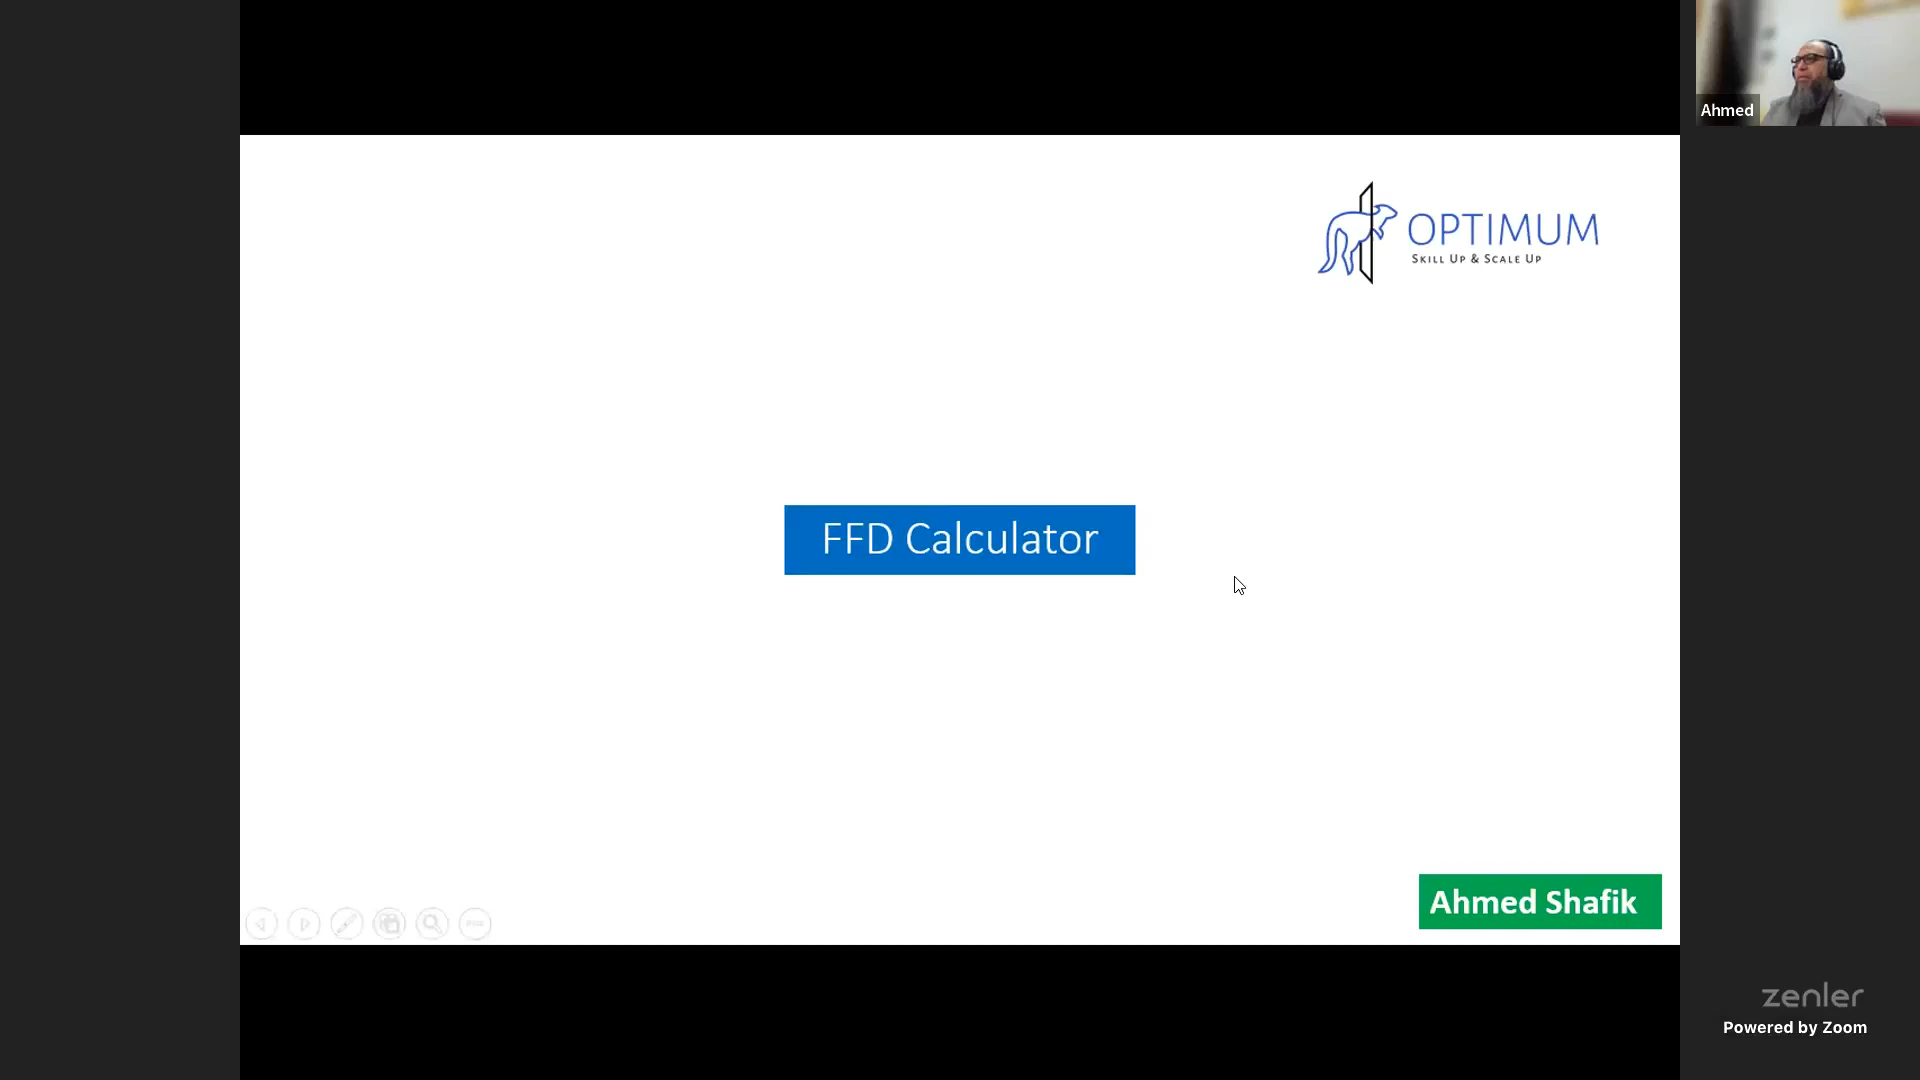 Ahmed
OPTIMUM
SKILL UP & SCALE UP
FFD Calculator
Ahmed Shafik
zenler
Powered by Zoom